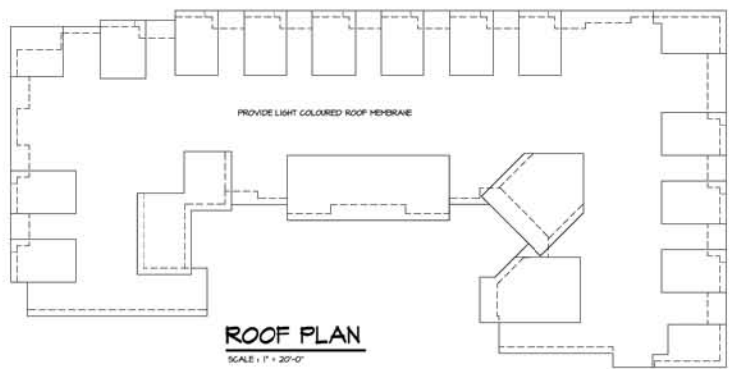 PROVIDE LIGHT COLOURED ROOF MEMBRANE
ROOF PLAN
SCALE : 1" = 20'-0"